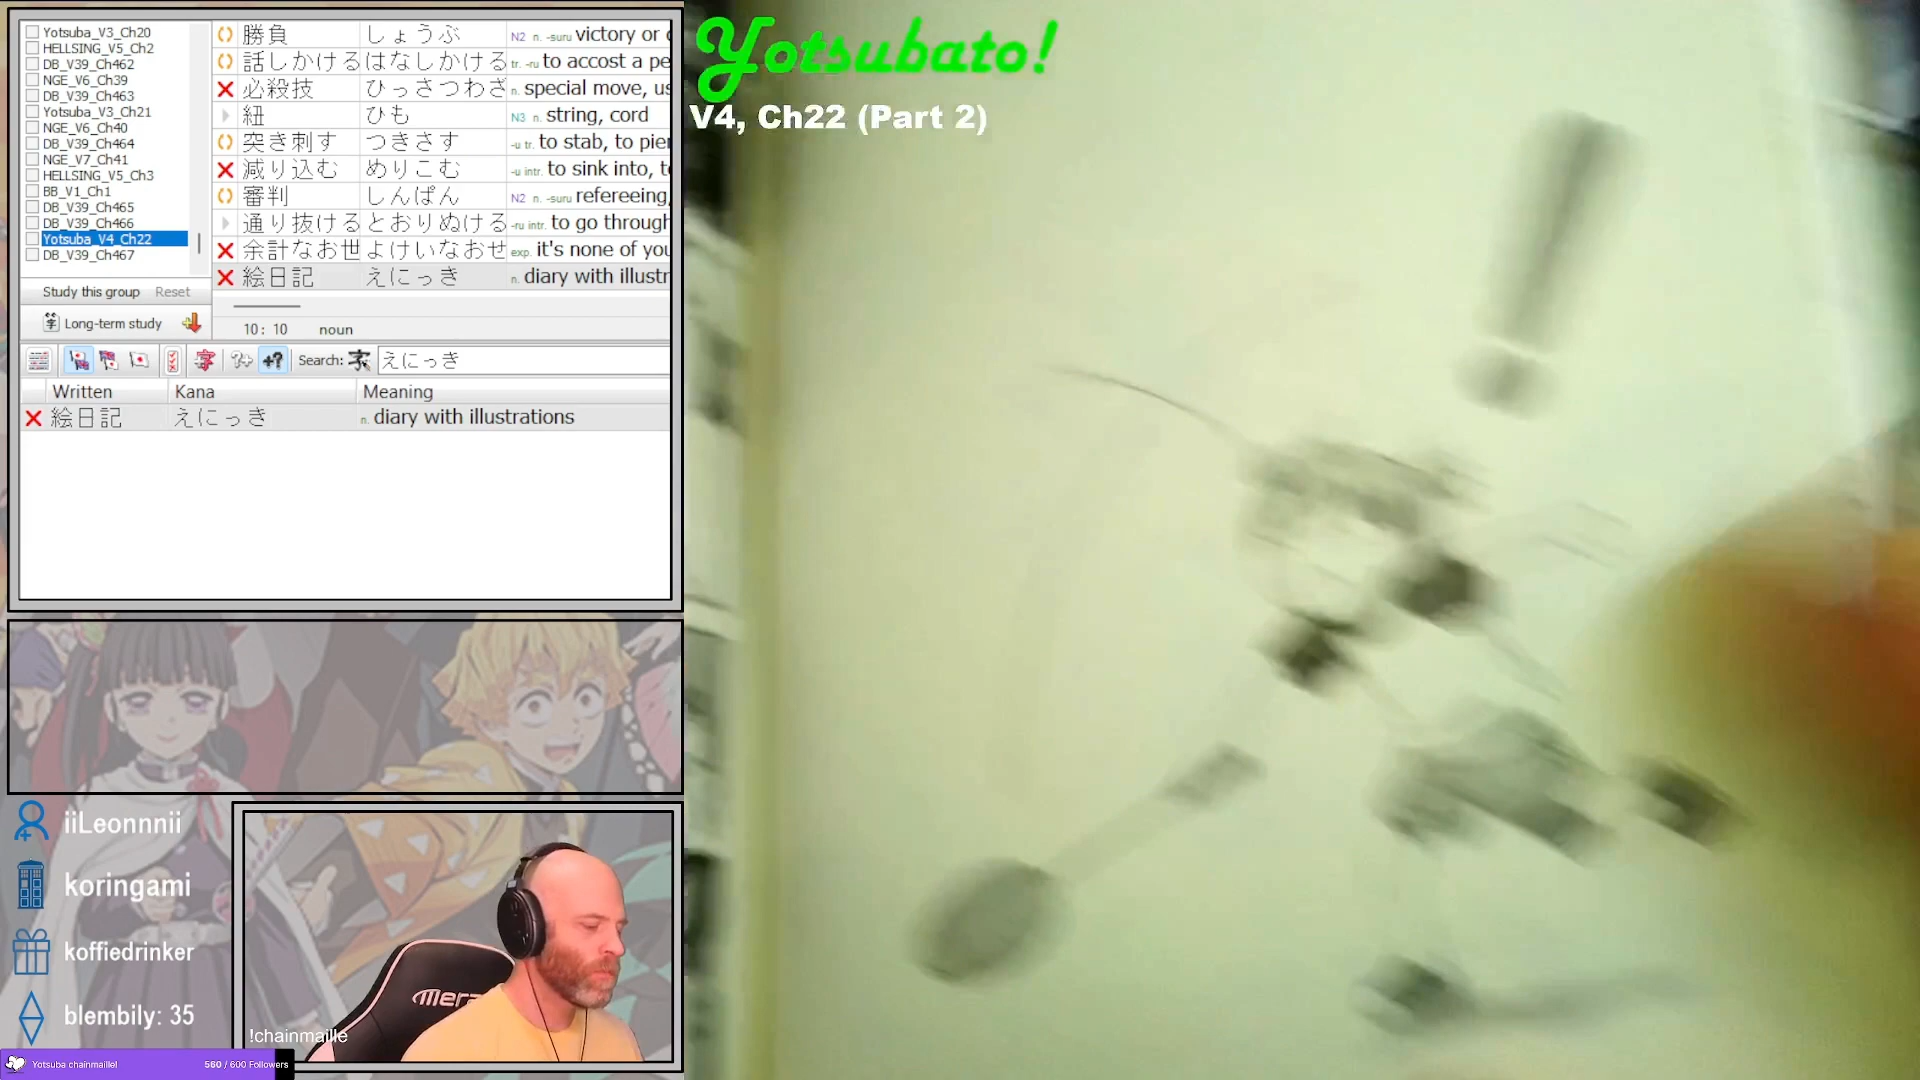 Yotsuba_V3_Ch20
HELLSING_V5_Ch2
DB_V39_Ch462
NGE_V6_Ch39
DB_V39_Ch463
Yotsuba_V3_Ch21
NGE_V6_Ch40
DB_V39_Ch464
NGE_V7_Ch41
HELLSING_V5_Ch3
BB_V1_Ch1
DB_V39_Ch465
DB_V39_Ch466
Yotsuba_V4_Ch22
DB_V39_Ch467
Study this group Reset
Long-term study
勝負 しょうぶ N2 n. -suru victory or
話しかける はなしかける tr. -ru to accost a pe
必殺技 ひっさつわざ n. special move, us
紐 ひも N3 n. string, cord
突き刺す つきさす -u tr. to stab, to pier
減り込む めりこむ -u intr. to sink into, t
審判 しんぱん N2 n. -suru refereeing,
通り抜ける とおりぬける -ru intr. to go through
余計なお世 よけいなおせ exp. it's none of you
絵日記 えにっき n. diary with illustr
10: 10 noun
Search: えにっき
Written Kana Meaning
絵日記 えにっき n. diary with illustrations
Yotsubato!
V4, Ch22 (Part 2)
iiLeonnnii
koringami
koffiedrinker
blembily: 35
!chainmaille
Yotsuba chainmaille! 560 / 600 Followers